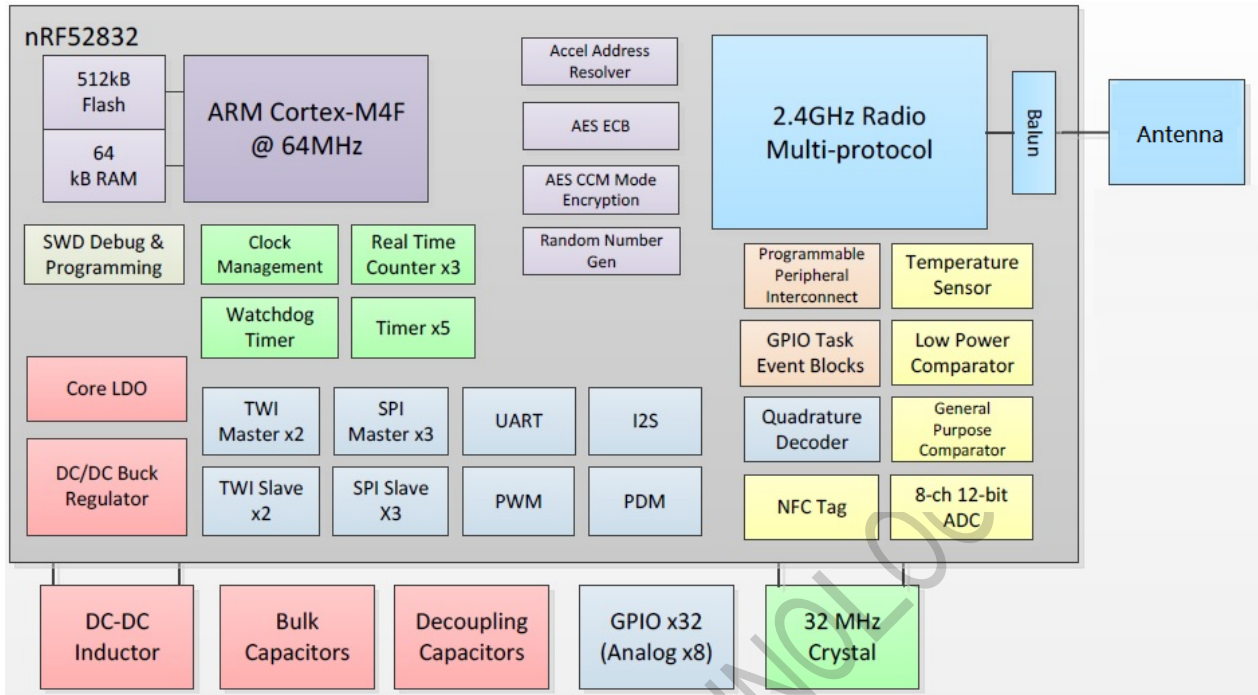 nRF52832
512kB
Flash
64
kB RAM
ARM Cortex-M4F
@ 64MHz
Accel Address
Resolver
AES ECB
AES CCM Mode
Encryption
Random Number
Gen
2.4GHz Radio
Multi-protocol
Balun
Antenna
SWD Debug &
Programming
Clock
Management
Real Time
Counter x3
Watchdog
Timer
Timer x5
Programmable
Peripheral
Interconnect
Temperature
Sensor
GPIO Task
Event Blocks
Low Power
Comparator
Core LDO
DC/DC Buck
Regulator
TWI
Master x2
SPI
Master x3
UART
I2S
Quadrature
Decoder
General
Purpose
Comparator
TWI Slave
x2
SPI Slave
X3
PWM
PDM
NFC Tag
8-ch 12-bit
ADC
DC-DC
Inductor
Bulk
Capacitors
Decoupling
Capacitors
GPIO x32
(Analog x8)
32 MHz
Crystal